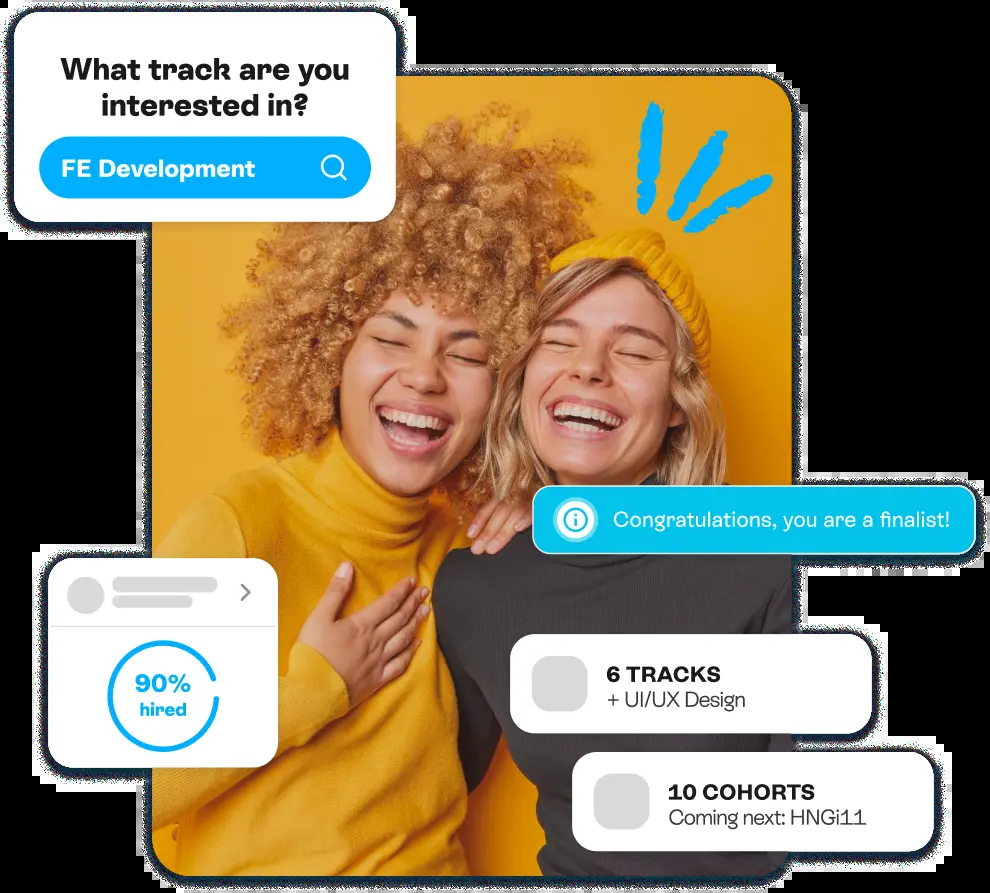 What track are you
interested in?
FE Development
Congratulations, you are a finalist!
90%
hired
6 TRACKS
+ UI/UX Design
10 COHORTS
Coming next: HNGi11